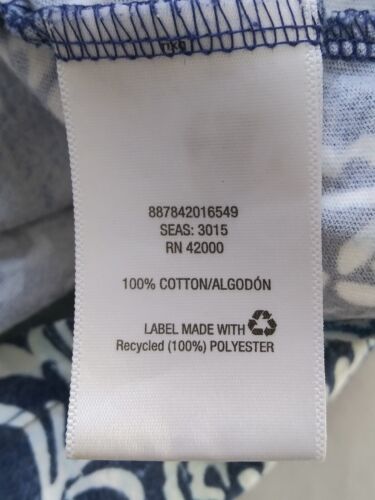 887842016549
SEAS: 3015
RN 42000
100% COTTON/ALGODÓN
LABEL MADE WITH
Recycled (100%) POLYESTER